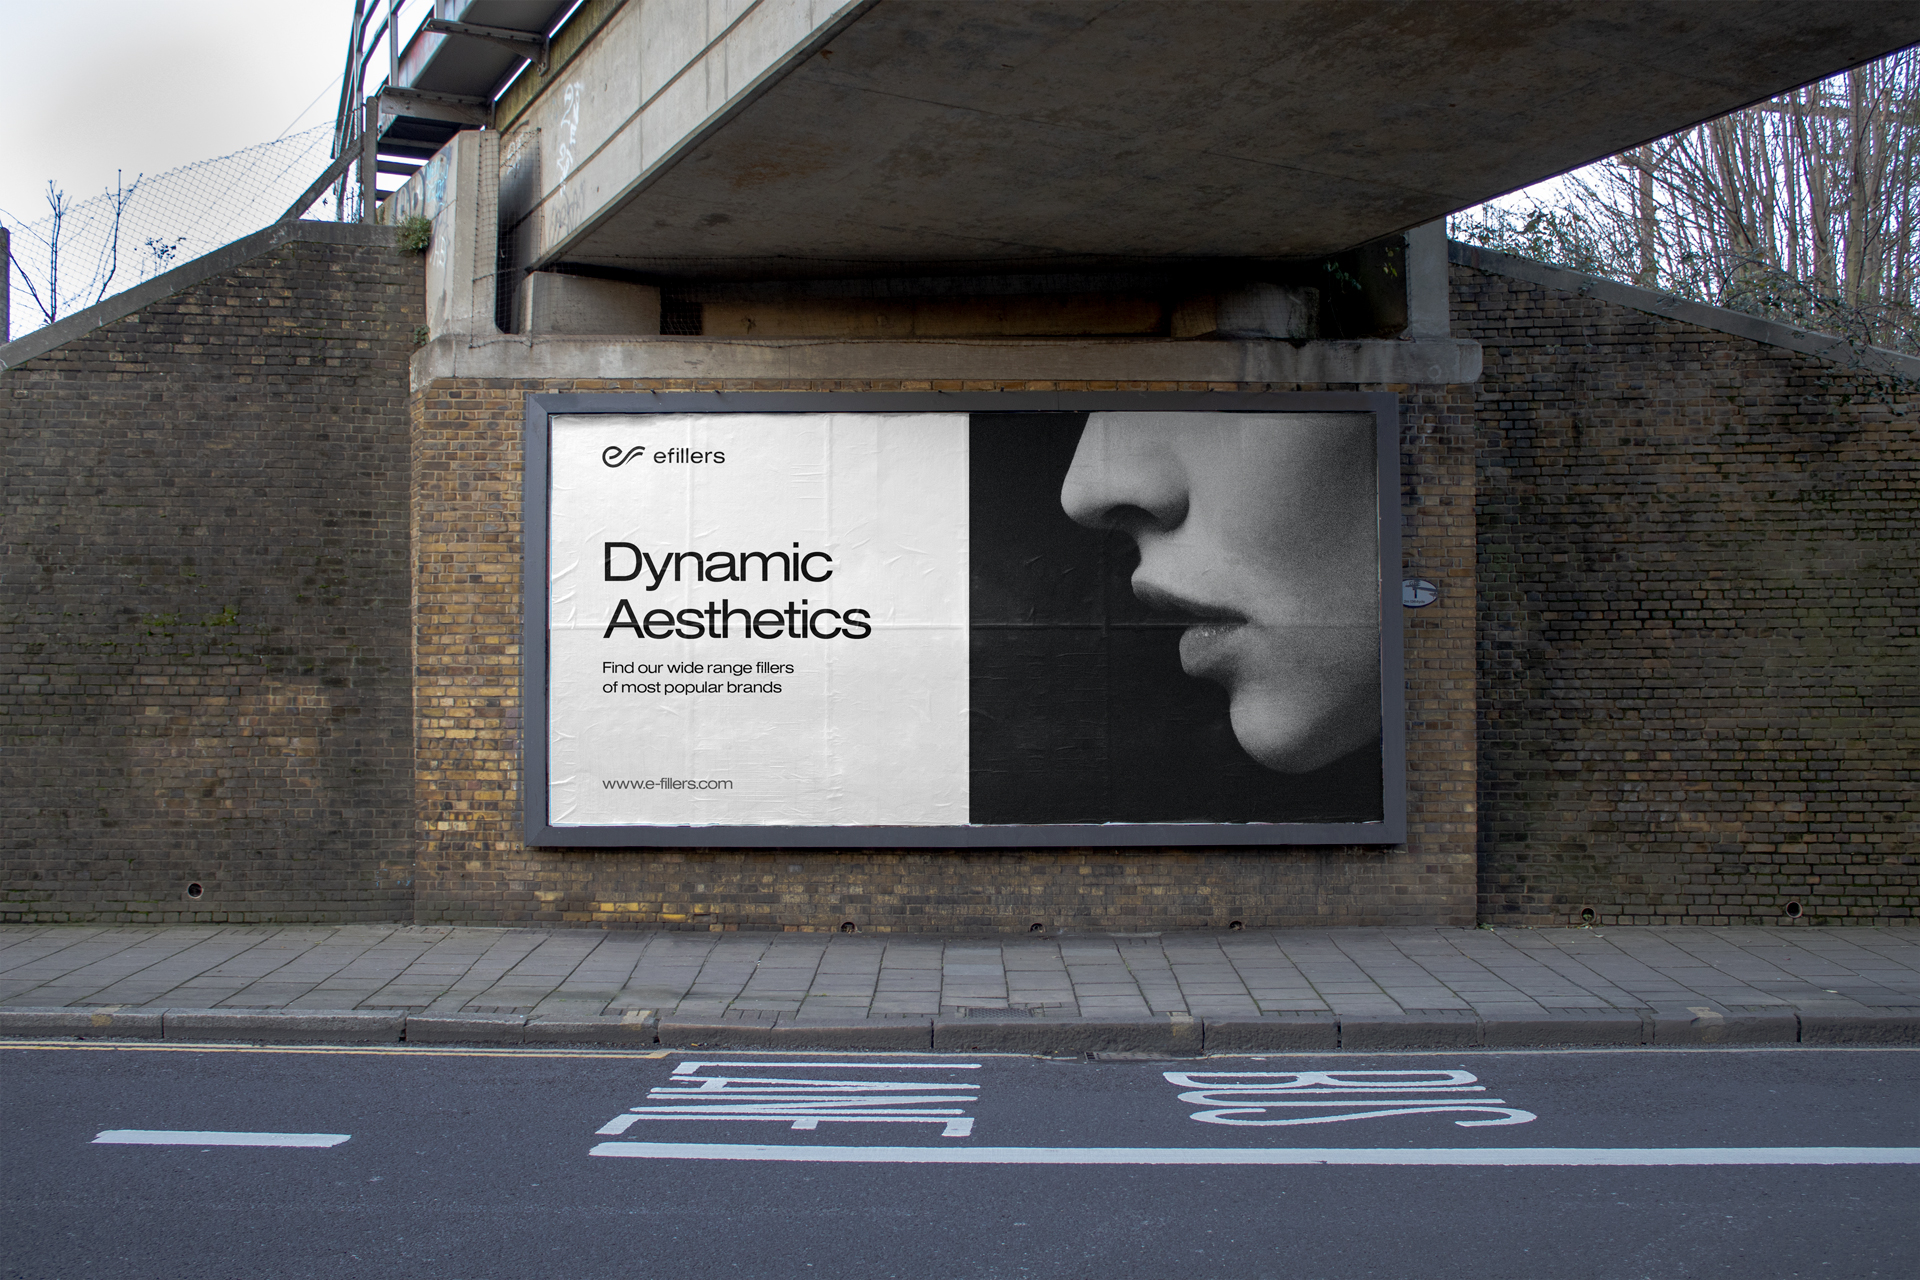 efillers
Dynamic
Aesthetics
Find our wide range fillers
of most popular brands
www.e-fillers.com
BUS
LANE